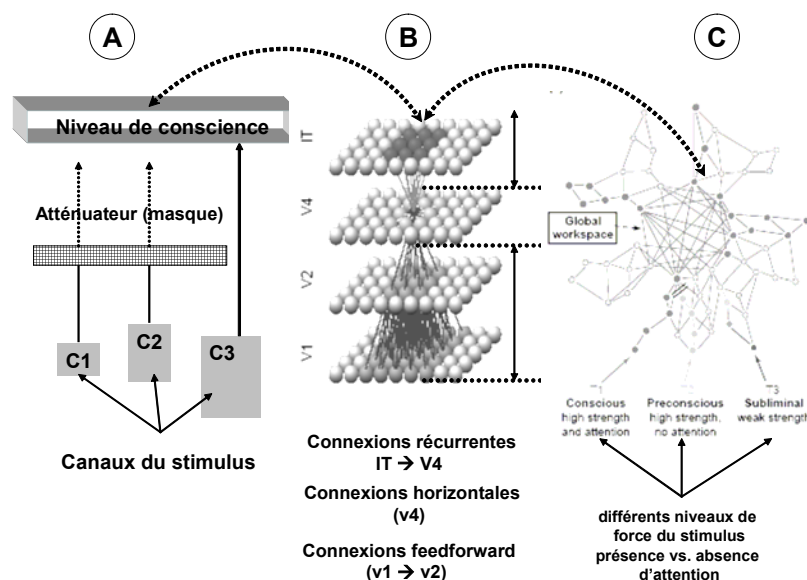 A
B
C
Niveau de conscience
Atténuateur (masque)
C1
C2
C3
Canaux du stimulus
IT
V4
V2
V1
Connexions récurrentes
IT → V4
Connexions horizontales
(v4)
Connexions feedforward
(v1 → v2)
Global
workspace
Conscious
high strength
and attention
Preconscious
high strength,
no attention
Subliminal
weak strength
différents niveaux de
force du stimulus
présence vs. absence
d'attention